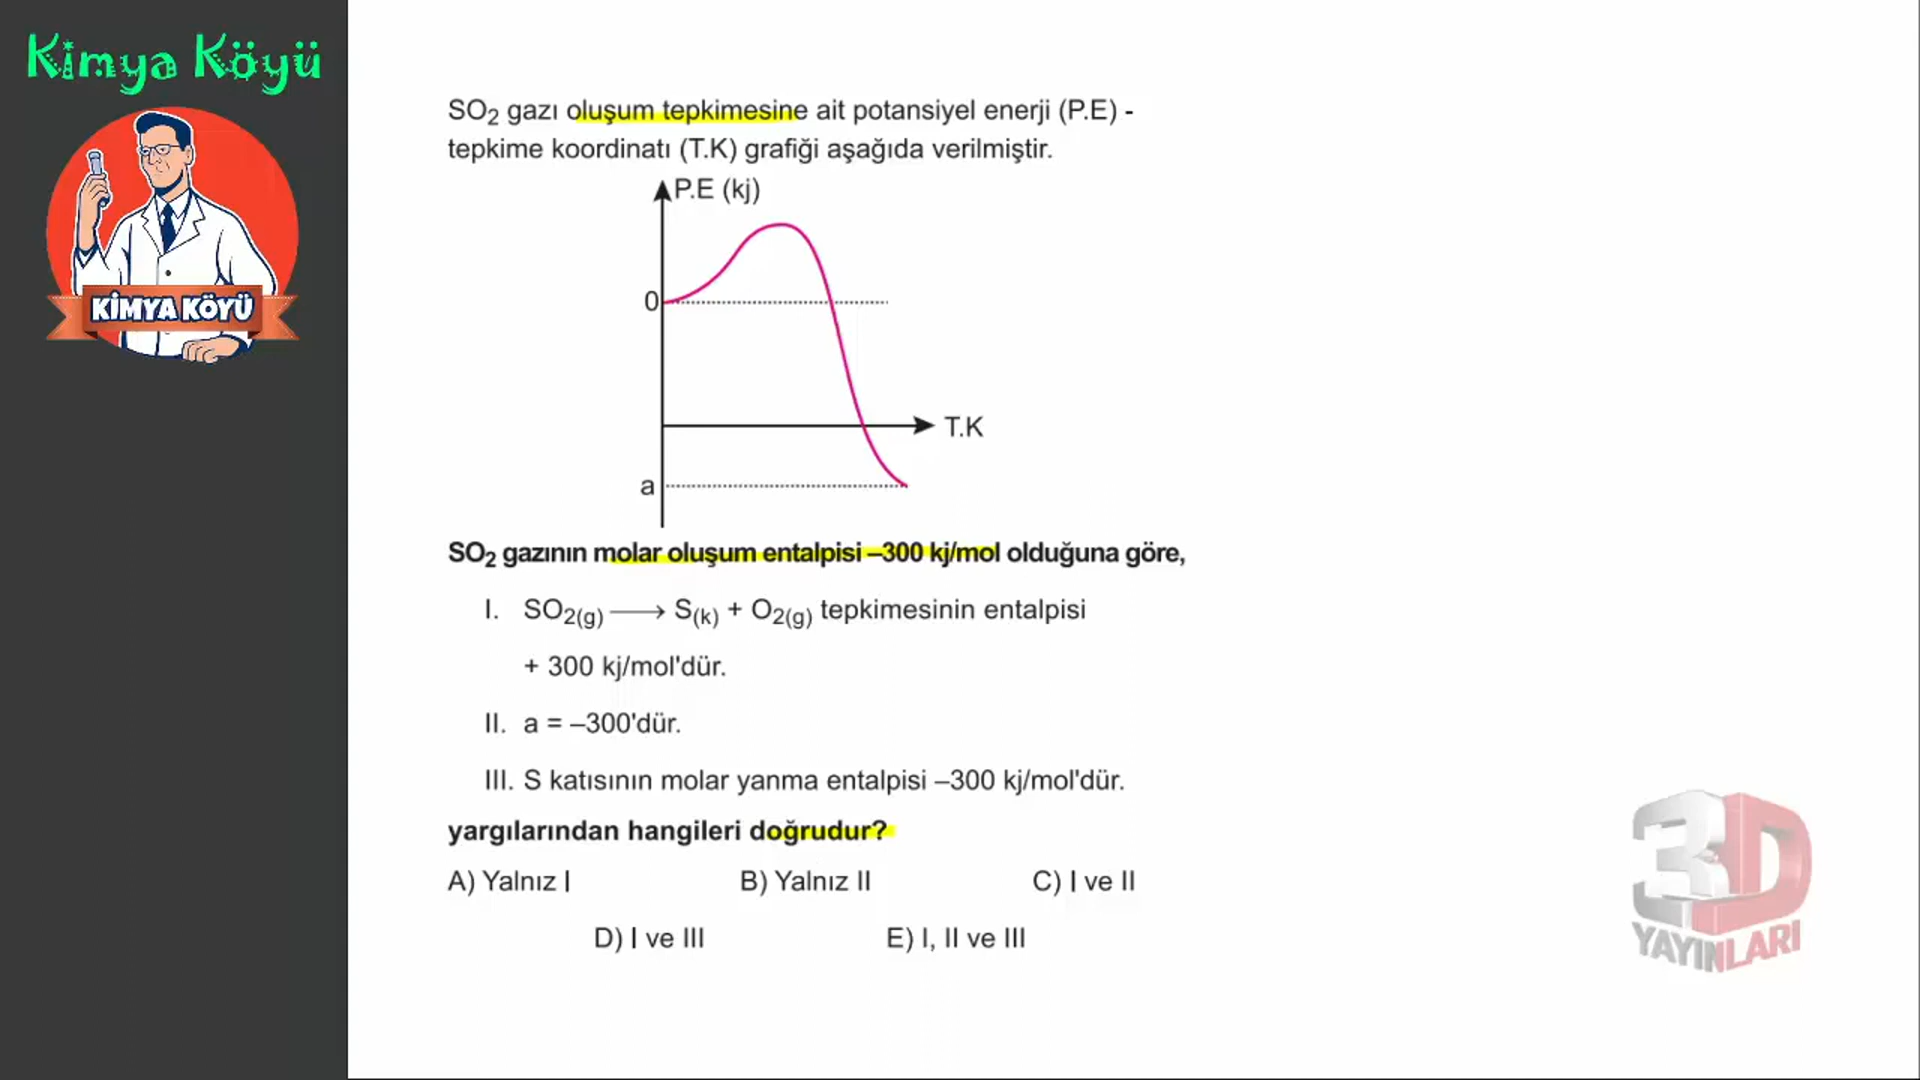 Kimya Köyü
KİMYA KÖYÜ
SO₂ gazı oluşum tepkimesine ait potansiyel enerji (P.E) -
tepkime koordinatı (T.K) grafiği aşağıda verilmiştir.
P.E (kj)
0
T.K
a
SO₂ gazının molar oluşum entalpisi –300 kj/mol olduğuna göre,
I. SO₂(g) ⟶ S(k) + O₂(g) tepkimesinin entalpisi
+ 300 kj/mol'dür.
II. a = –300'dür.
III. S katısının molar yanma entalpisi –300 kj/mol'dür.
yargılarından hangileri doğrudur?
A) Yalnız I B) Yalnız II C) I ve II
D) I ve III E) I, II ve III
3D
YAYINLARI